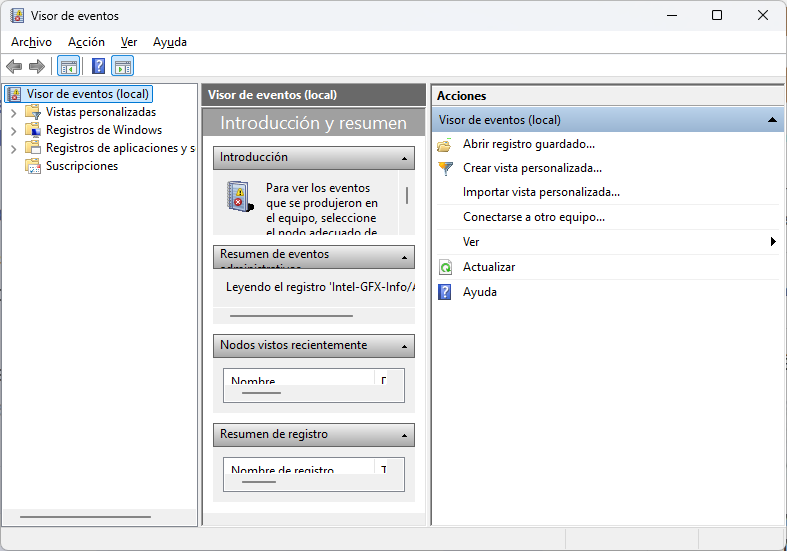 Visor de eventos
Archivo Acción Ver Ayuda
Visor de eventos (local)
Vistas personalizadas
Registros de Windows
Registros de aplicaciones y s
Suscripciones
Visor de eventos (local)
Introducción y resumen
Introducción
Para ver los eventos
que se produjeron en
el equipo, seleccione
el nodo adecuado de
Resumen de eventos
administrativos
Leyendo el registro 'Intel-GFX-Info/A
Nodos vistos recientemente
Nombre
Resumen de registro
Nombre de registro T
Acciones
Visor de eventos (local)
Abrir registro guardado...
Crear vista personalizada...
Importar vista personalizada...
Conectarse a otro equipo...
Ver
Actualizar
Ayuda